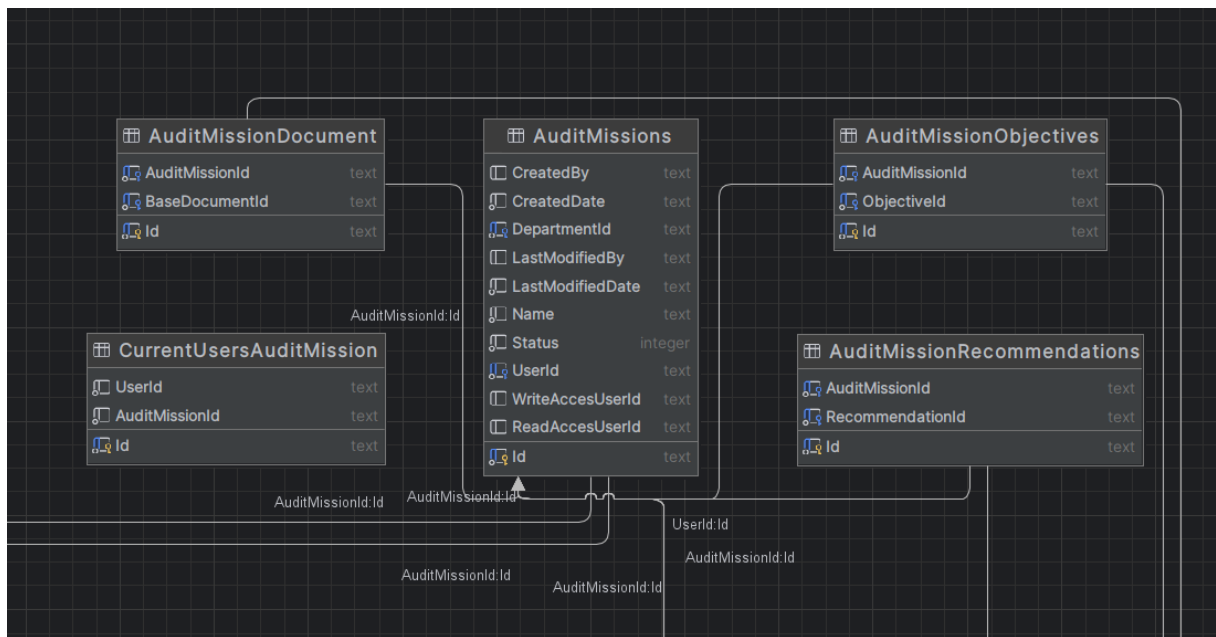 AuditMissionDocument
AuditMissionId text
BaseDocumentId text
Id text
AuditMissions
CreatedBy text
CreatedDate text
DepartmentId text
LastModifiedBy text
LastModifiedDate text
Name text
Status integer
UserId text
WriteAccesUserId text
ReadAccesUserId text
Id text
AuditMissionObjectives
AuditMissionId text
ObjectiveId text
Id text
AuditMissionId:Id
CurrentUsersAuditMission
UserId text
AuditMissionId text
Id text
AuditMissionRecommendations
AuditMissionId text
RecommendationId text
Id text
AuditMissionId:Id
AuditMissionId:Id
UserId:Id
AuditMissionId:Id
AuditMissionId:Id
AuditMissionId:Id